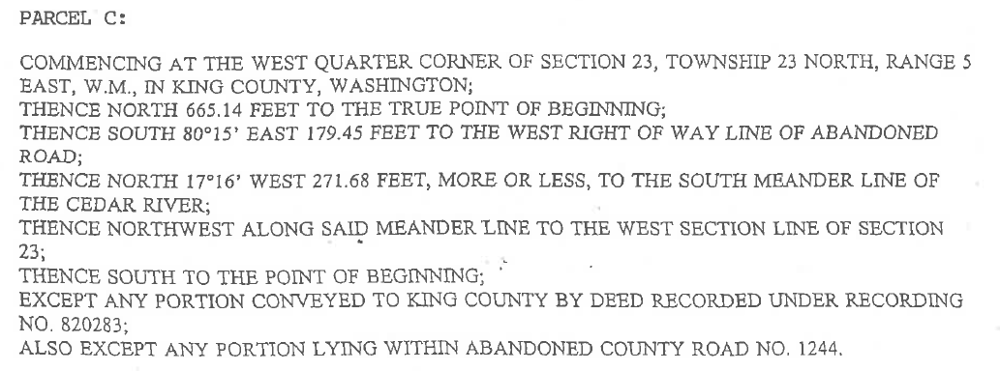 PARCEL C:
COMMENCING AT THE WEST QUARTER CORNER OF SECTION 23, TOWNSHIP 23 NORTH, RANGE 5
EAST, W.M., IN KING COUNTY, WASHINGTON;
THENCE NORTH 665.14 FEET TO THE TRUE POINT OF BEGINNING;
THENCE SOUTH 80°15' EAST 179.45 FEET TO THE WEST RIGHT OF WAY LINE OF ABANDONED
ROAD;
THENCE NORTH 17°16' WEST 271.68 FEET, MORE OR LESS, TO THE SOUTH MEANDER LINE OF
THE CEDAR RIVER;
THENCE NORTHWEST ALONG SAID MEANDER LINE TO THE WEST SECTION LINE OF SECTION
23;
THENCE SOUTH TO THE POINT OF BEGINNING;
EXCEPT ANY PORTION CONVEYED TO KING COUNTY BY DEED RECORDED UNDER RECORDING
NO. 820283;
ALSO EXCEPT ANY PORTION LYING WITHIN ABANDONED COUNTY ROAD NO. 1244.